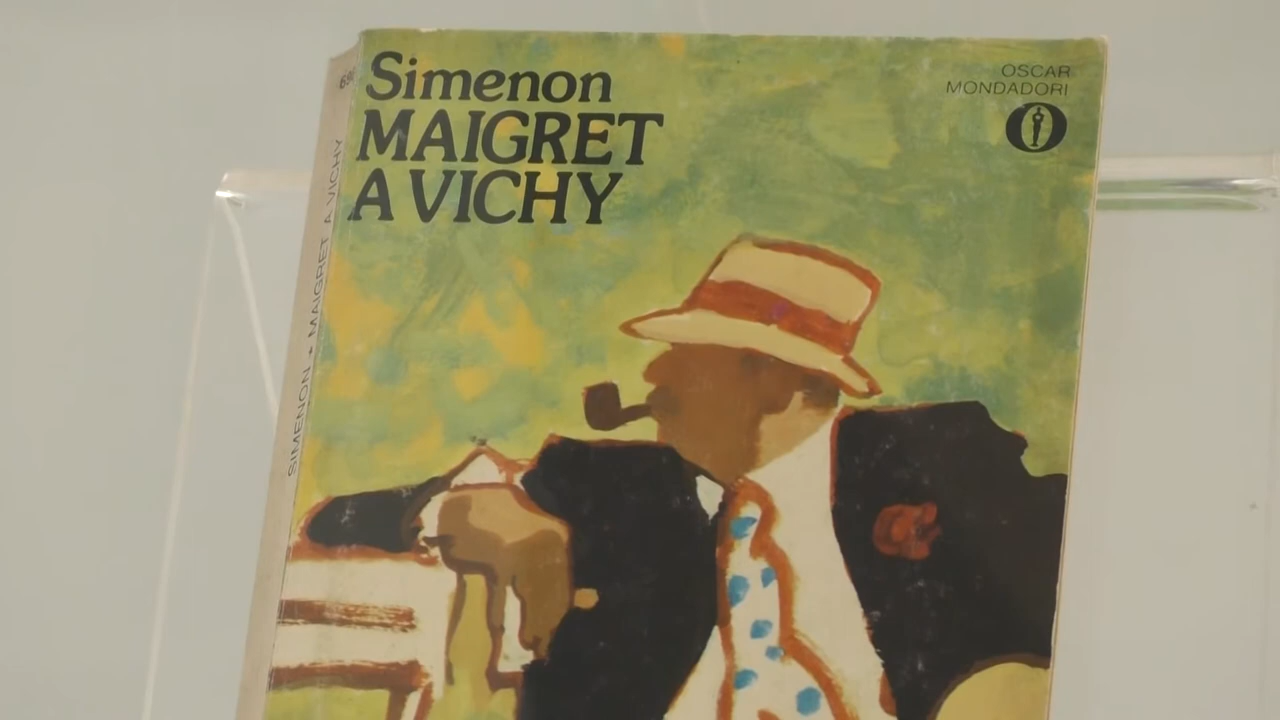 Simenon
MAIGRET
A VICHY
OSCAR
MONDADORI
SIMENON • MAIGRET A VICHY